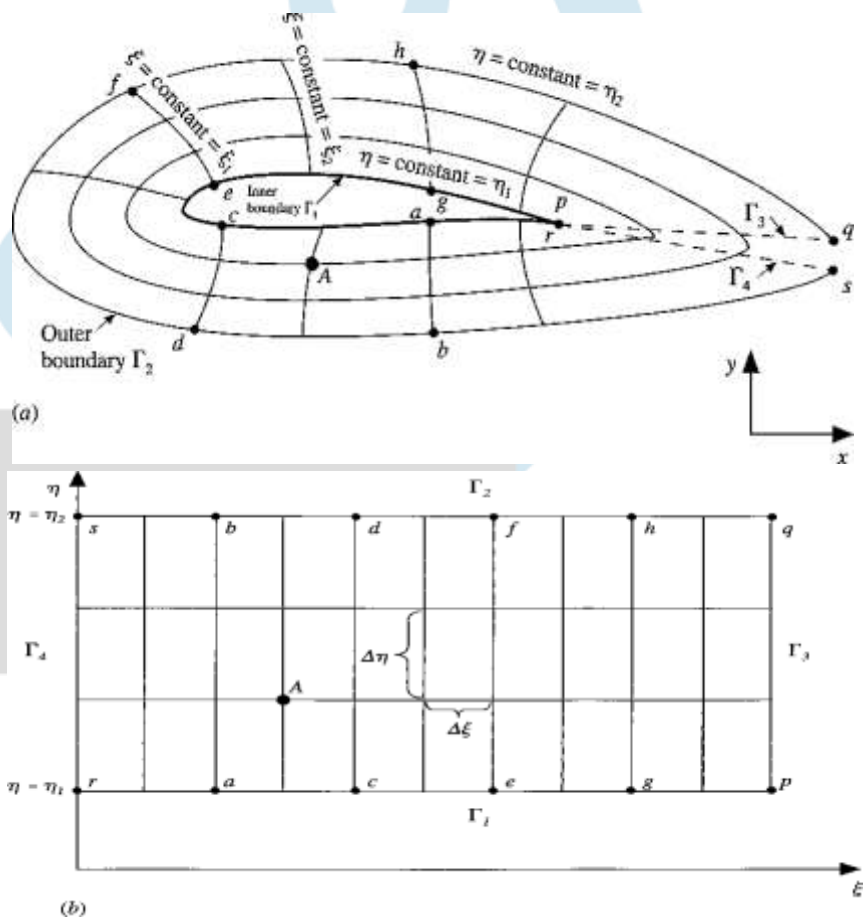 h
η = constant = η₂
ξ = constant = ξ₁
ξ = constant = ξ₂
f
η = constant = η₁
e
Inner
boundary Γ₁
g
p
c
a
r
Γ₃
q
A
Γ₄
s
Outer
boundary Γ₂
d
b
y
x
(a)
η
Γ₂
η = η₂
s
b
d
f
h
q
Γ₄
Δη
Γ₃
A
Δξ
η = η₁
r
a
c
e
g
p
Γ₁
ξ
(b)